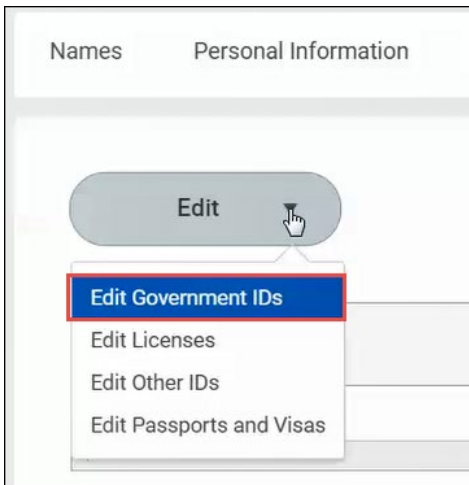 Names Personal Information
Edit
Edit Government IDs
Edit Licenses
Edit Other IDs
Edit Passports and Visas